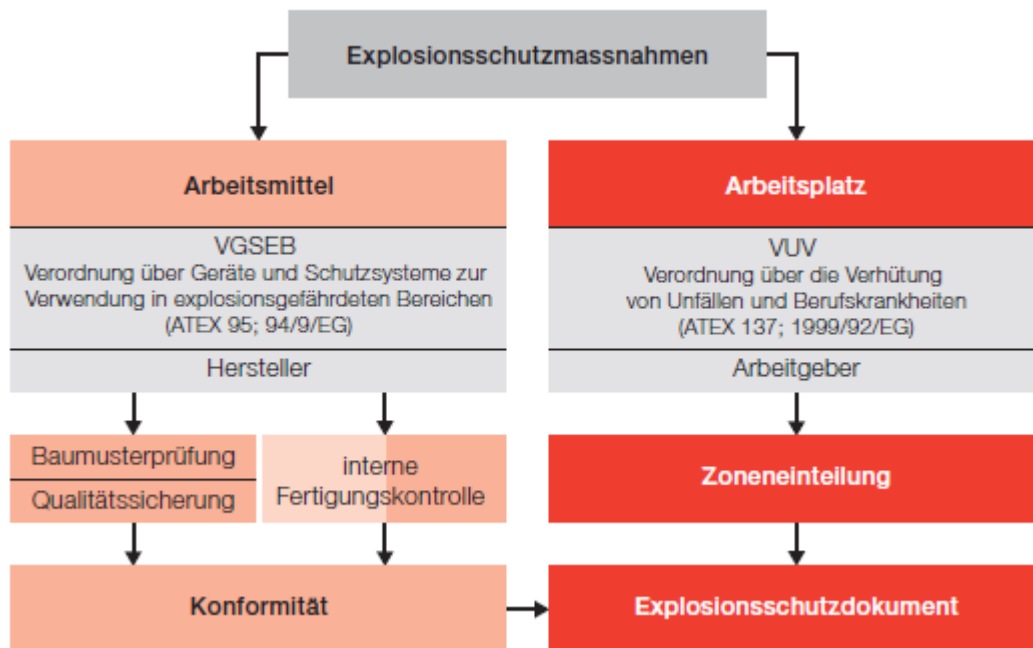 Explosionsschutzmassnahmen
Arbeitsmittel
VGSEB
Verordnung über Geräte und Schutzsysteme zur
Verwendung in explosionsgefährdeten Bereichen
(ATEX 95; 94/9/EG)
Hersteller
Baumusterprüfung
Qualitätssicherung
interne
Fertigungskontrolle
Konformität
Arbeitsplatz
VUV
Verordnung über die Verhütung
von Unfällen und Berufskrankheiten
(ATEX 137; 1999/92/EG)
Arbeitgeber
Zoneneinteilung
Explosionsschutzdokument